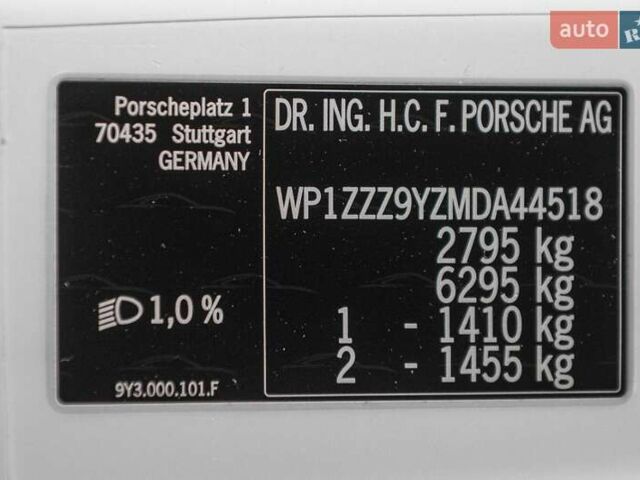 Porscheplatz 1
70435 Stuttgart
GERMANY
1,0 %
9Y3.000.101.F
DR. ING. H.C. F. PORSCHE AG
WP1ZZZ9YZMDA44518
2795 kg
6295 kg
1 - 1410 kg
2 - 1455 kg
auto